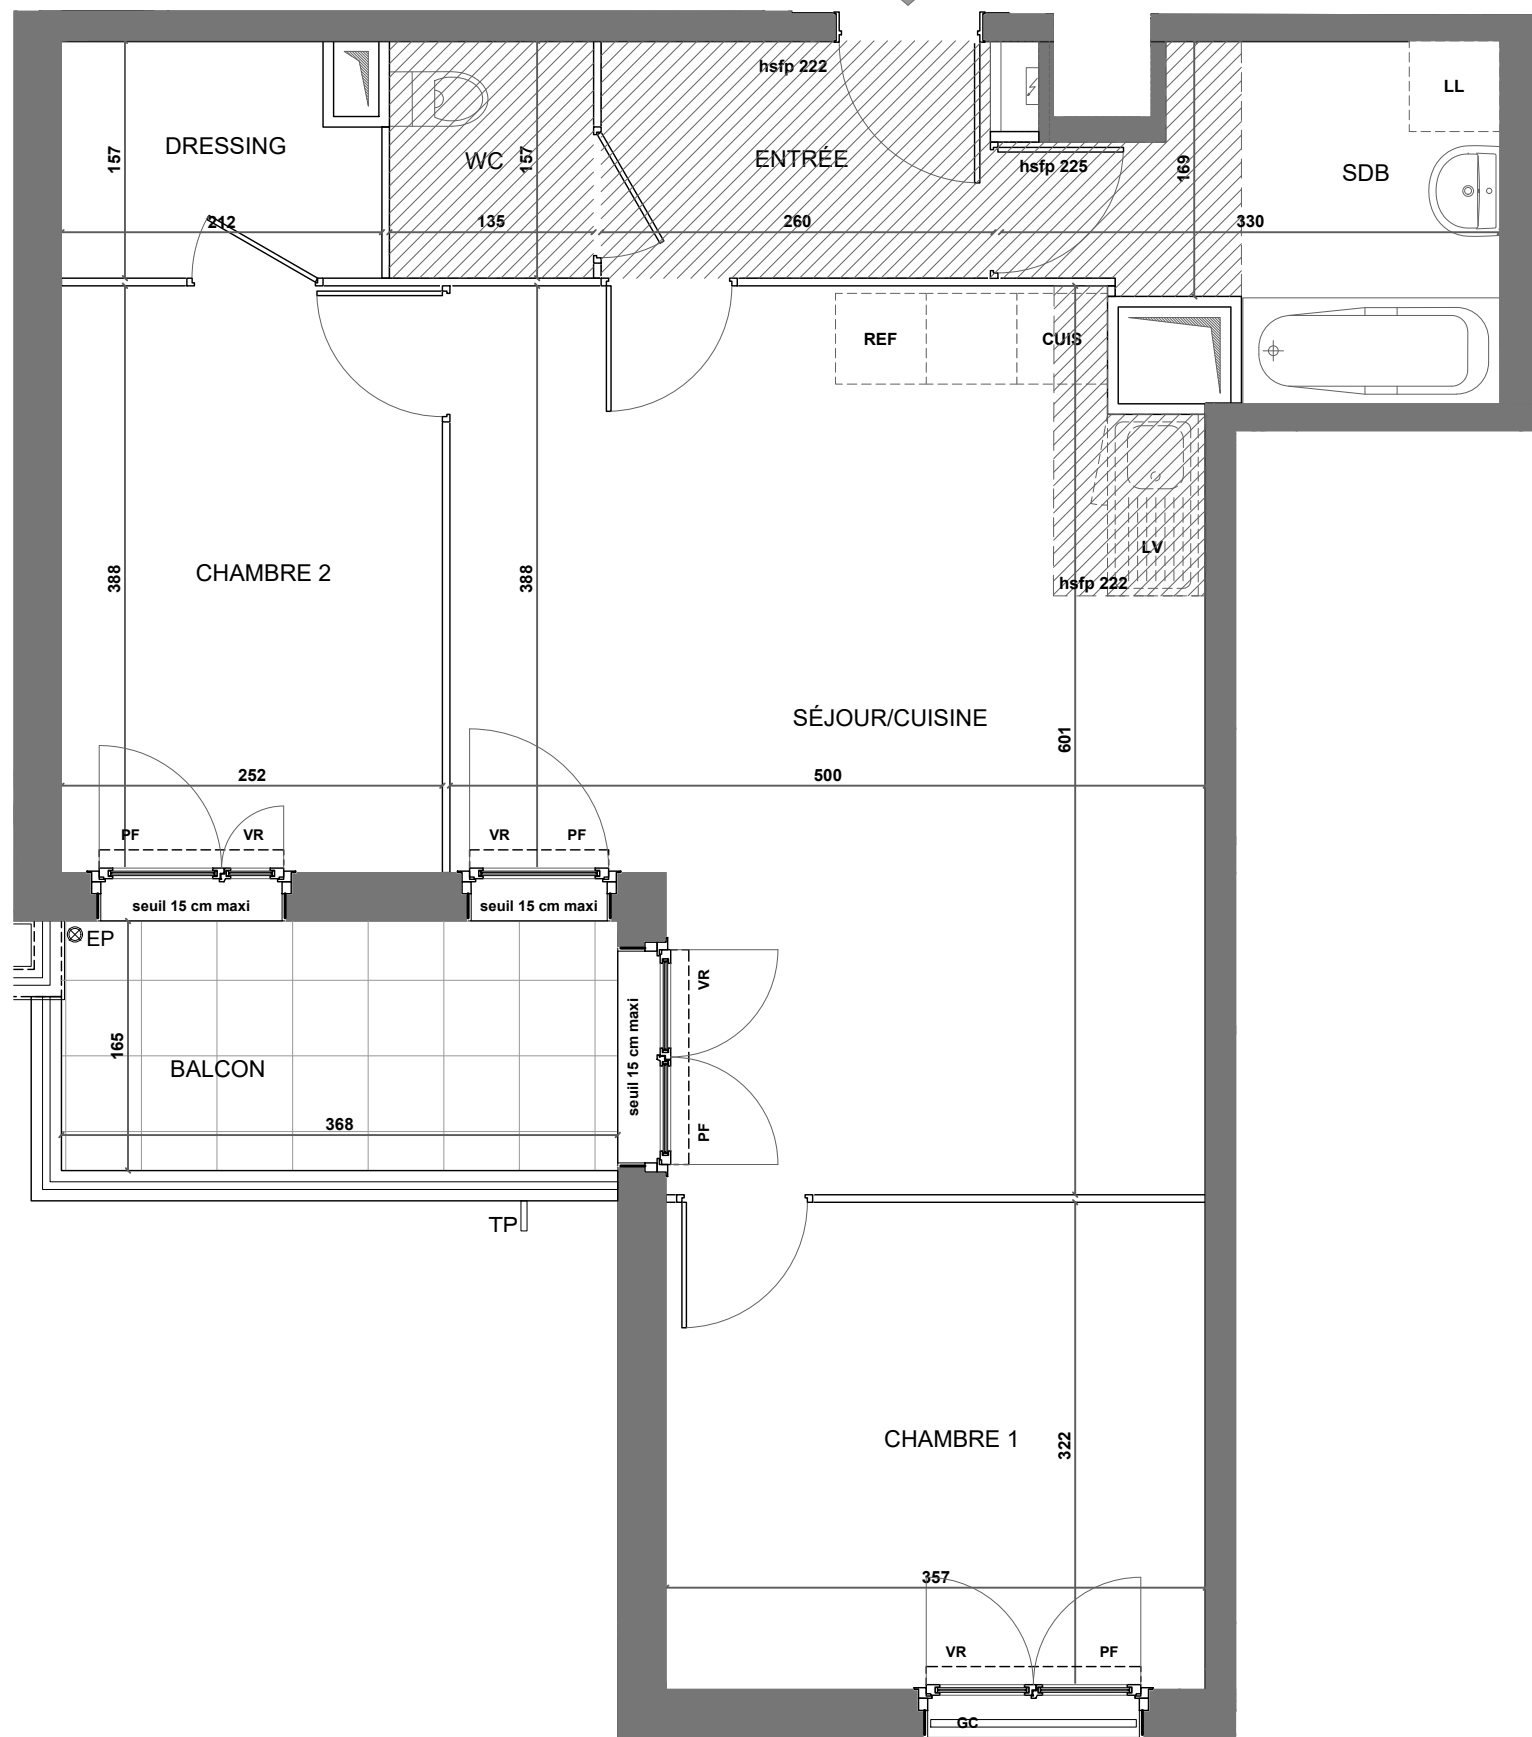 hsfp 222
LL
DRESSING
157
WC
157
ENTRÉE
hsfp 225
169
SDB
212
135
260
330
REF
CUIS
388
CHAMBRE 2
388
LV
hsfp 222
SÉJOUR/CUISINE
601
252
500
PF
VR
VR
PF
seuil 15 cm maxi
seuil 15 cm maxi
EP
VR
165
BALCON
seuil 15 cm maxi
368
PF
TP
CHAMBRE 1
322
357
VR
PF
GC